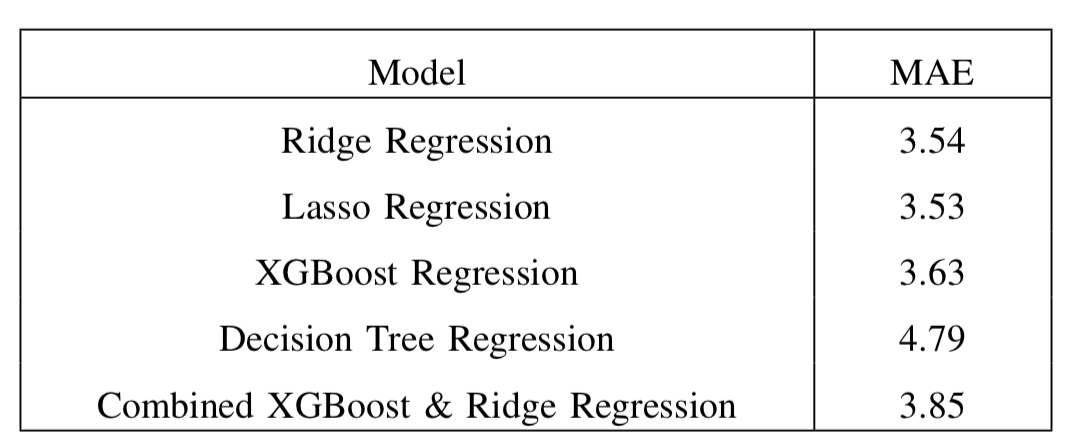 Model MAE
Ridge Regression 3.54
Lasso Regression 3.53
XGBoost Regression 3.63
Decision Tree Regression 4.79
Combined XGBoost & Ridge Regression 3.85